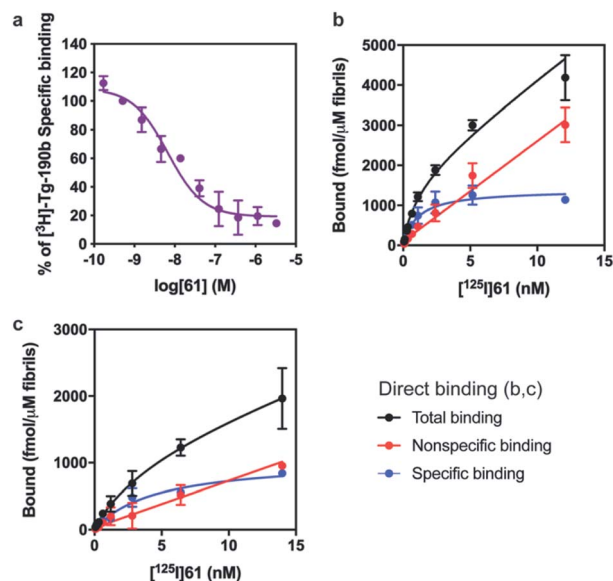 a
% of [³H]-Tg-190b Specific binding
140
120
100
80
60
40
20
0
-10 -9 -8 -7 -6 -5
log[61] (M)
b
Bound (fmol/µM fibrils)
5000
4000
3000
2000
1000
0
0 5 10 15
[¹²⁵I]61 (nM)
c
Bound (fmol/µM fibrils)
3000
2000
1000
0
0 5 10 15
[¹²⁵I]61 (nM)
Direct binding (b,c)
Total binding
Nonspecific binding
Specific binding